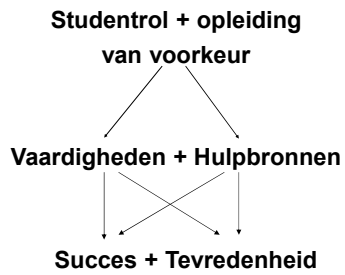 Studentrol + opleiding
van voorkeur
Vaardigheden + Hulpbronnen
Succes + Tevredenheid